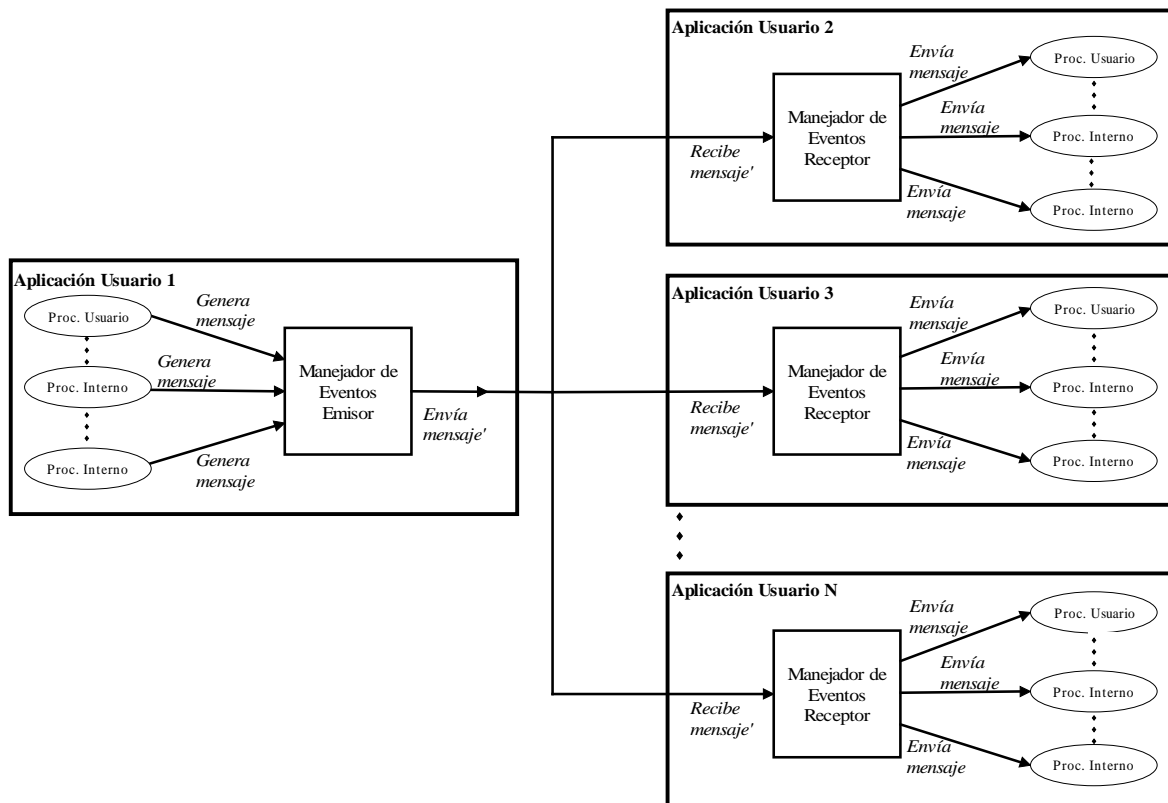 Aplicación Usuario 1
Proc. Usuario
Genera
mensaje
Proc. Interno
Genera
mensaje
Proc. Interno
Genera
mensaje
Manejador de
Eventos
Emisor
Envía
mensaje'
Aplicación Usuario 2
Recibe
mensaje'
Manejador de
Eventos
Receptor
Envía
mensaje
Proc. Usuario
Envía
mensaje
Proc. Interno
Envía
mensaje
Proc. Interno
Aplicación Usuario 3
Recibe
mensaje'
Manejador de
Eventos
Receptor
Envía
mensaje
Proc. Usuario
Envía
mensaje
Proc. Interno
Envía
mensaje
Proc. Interno
Aplicación Usuario N
Recibe
mensaje'
Manejador de
Eventos
Receptor
Envía
mensaje
Proc. Usuario
Envía
mensaje
Proc. Interno
Envía
mensaje
Proc. Interno